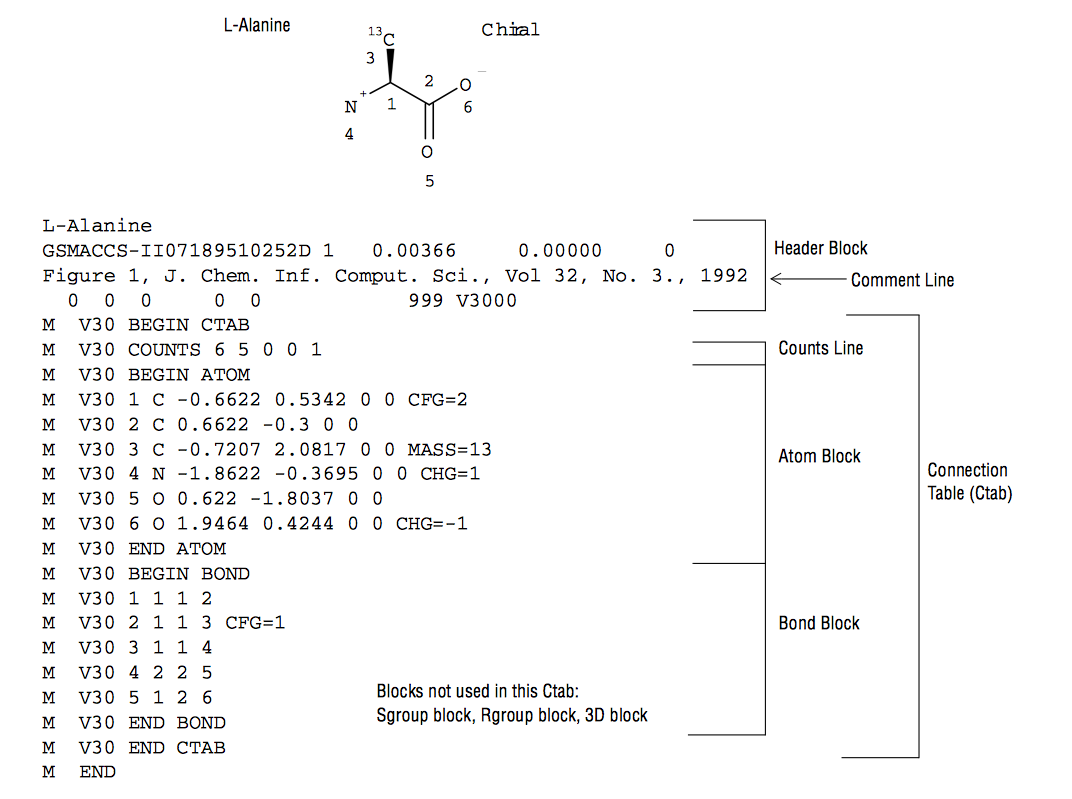 L-Alanine
Chiral
13C
3
2
O
-
N
+
1
6
4
O
5
L-Alanine
GSMACCS-II07189510252D 1   0.00366     0.00000     0
Figure 1, J. Chem. Inf. Comput. Sci., Vol 32, No. 3., 1992
  0  0  0     0  0            999 V3000
M  V30 BEGIN CTAB
M  V30 COUNTS 6 5 0 0 1
M  V30 BEGIN ATOM
M  V30 1 C -0.6622 0.5342 0 0 CFG=2
M  V30 2 C 0.6622 -0.3 0 0
M  V30 3 C -0.7207 2.0817 0 0 MASS=13
M  V30 4 N -1.8622 -0.3695 0 0 CHG=1
M  V30 5 O 0.622 -1.8037 0 0
M  V30 6 O 1.9464 0.4244 0 0 CHG=-1
M  V30 END ATOM
M  V30 BEGIN BOND
M  V30 1 1 1 2
M  V30 2 1 1 3 CFG=1
M  V30 3 1 1 4
M  V30 4 2 2 5
M  V30 5 1 2 6
M  V30 END BOND
M  V30 END CTAB
M  END
Header Block
Comment Line
Counts Line
Atom Block
Connection
Table (Ctab)
Bond Block
Blocks not used in this Ctab:
Sgroup block, Rgroup block, 3D block